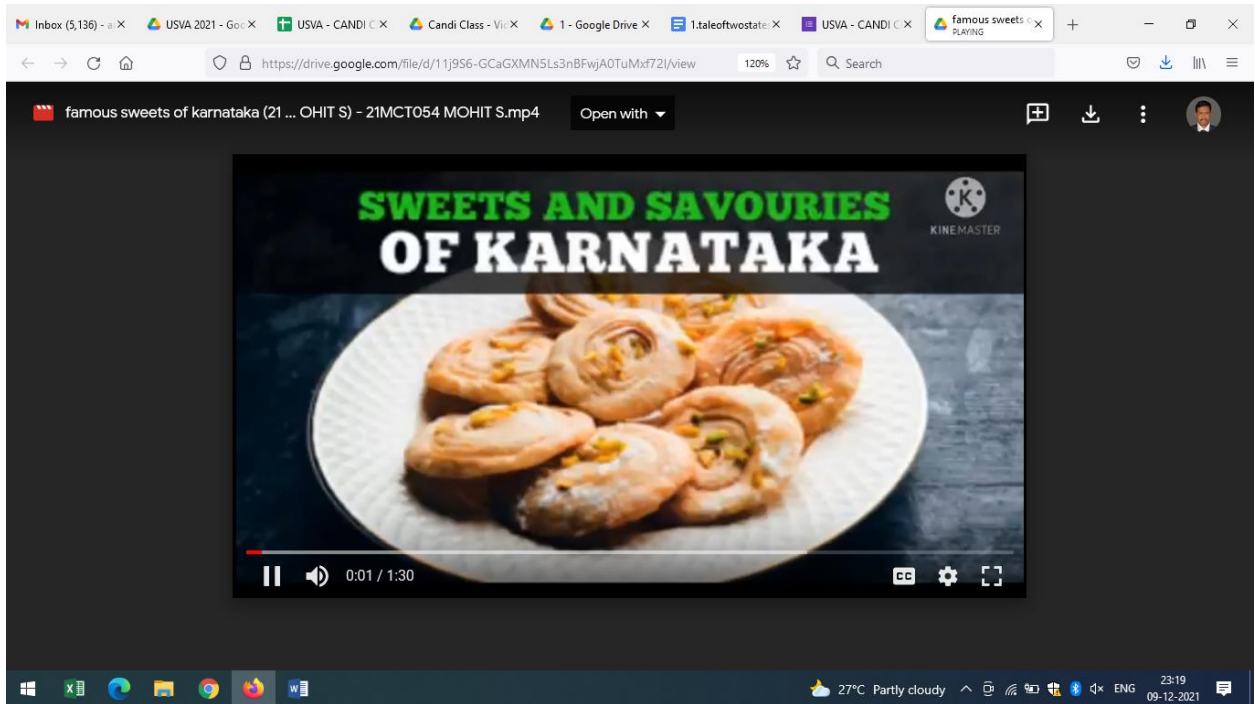 Inbox (5,136) - a
USVA 2021 - Goo
USVA - CANDI C
Candi Class - Vi
1 - Google Drive
1.taleoftwostate
USVA - CANDI C
famous sweets o
PLAYING
https://drive.google.com/file/d/11j9S6-GCaGXMN5Ls3nBFwjA0TuMxf72l/view
120%
Search
famous sweets of karnataka (21 ... OHIT S) - 21MCT054 MOHIT S.mp4
Open with
SWEETS AND SAVOURIES
OF KARNATAKA
K
KINEMASTER
0:01 / 1:30
CC
27°C Partly cloudy
ENG
23:19
09-12-2021